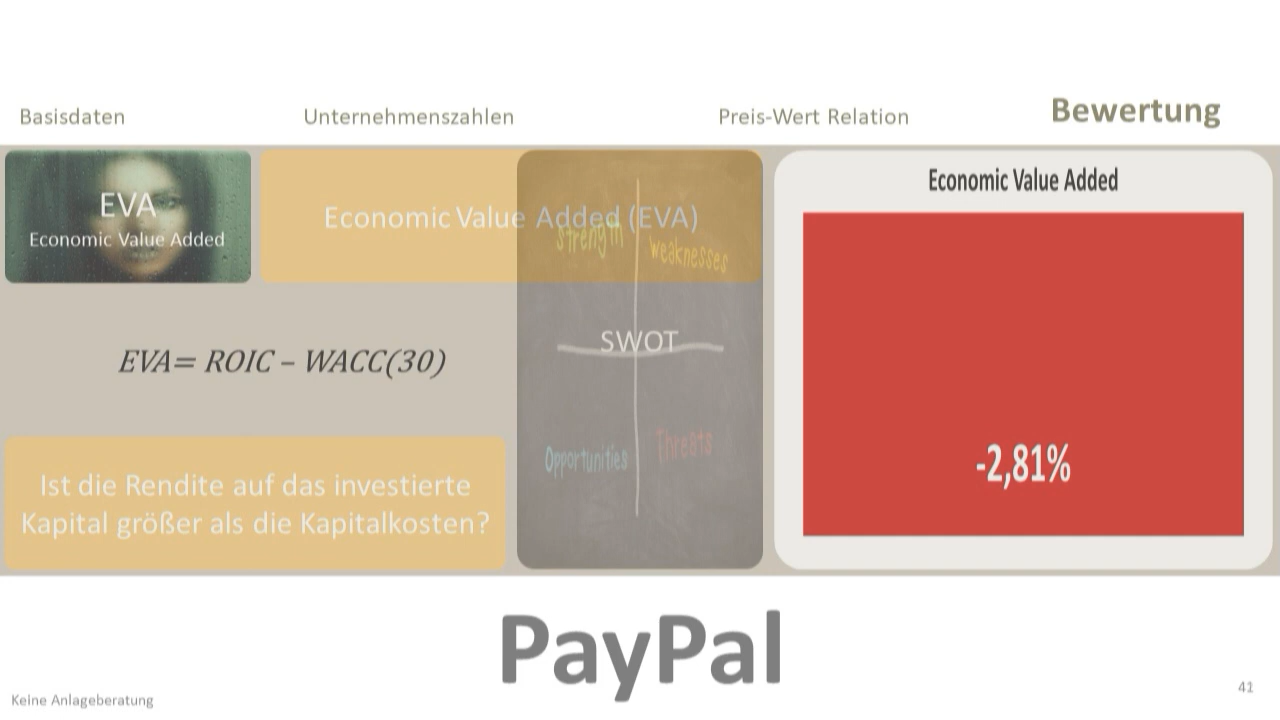 Basisdaten
Unternehmenszahlen
Preis-Wert Relation
Bewertung
EVA
Economic Value Added
Economic Value Added (EVA)
strength
weaknesses
SWOT
Opportunities
Threats
EVA= ROIC – WACC(30)
Ist die Rendite auf das investierte
Kapital größer als die Kapitalkosten?
Economic Value Added
-2,81%
PayPal
Keine Anlageberatung
41